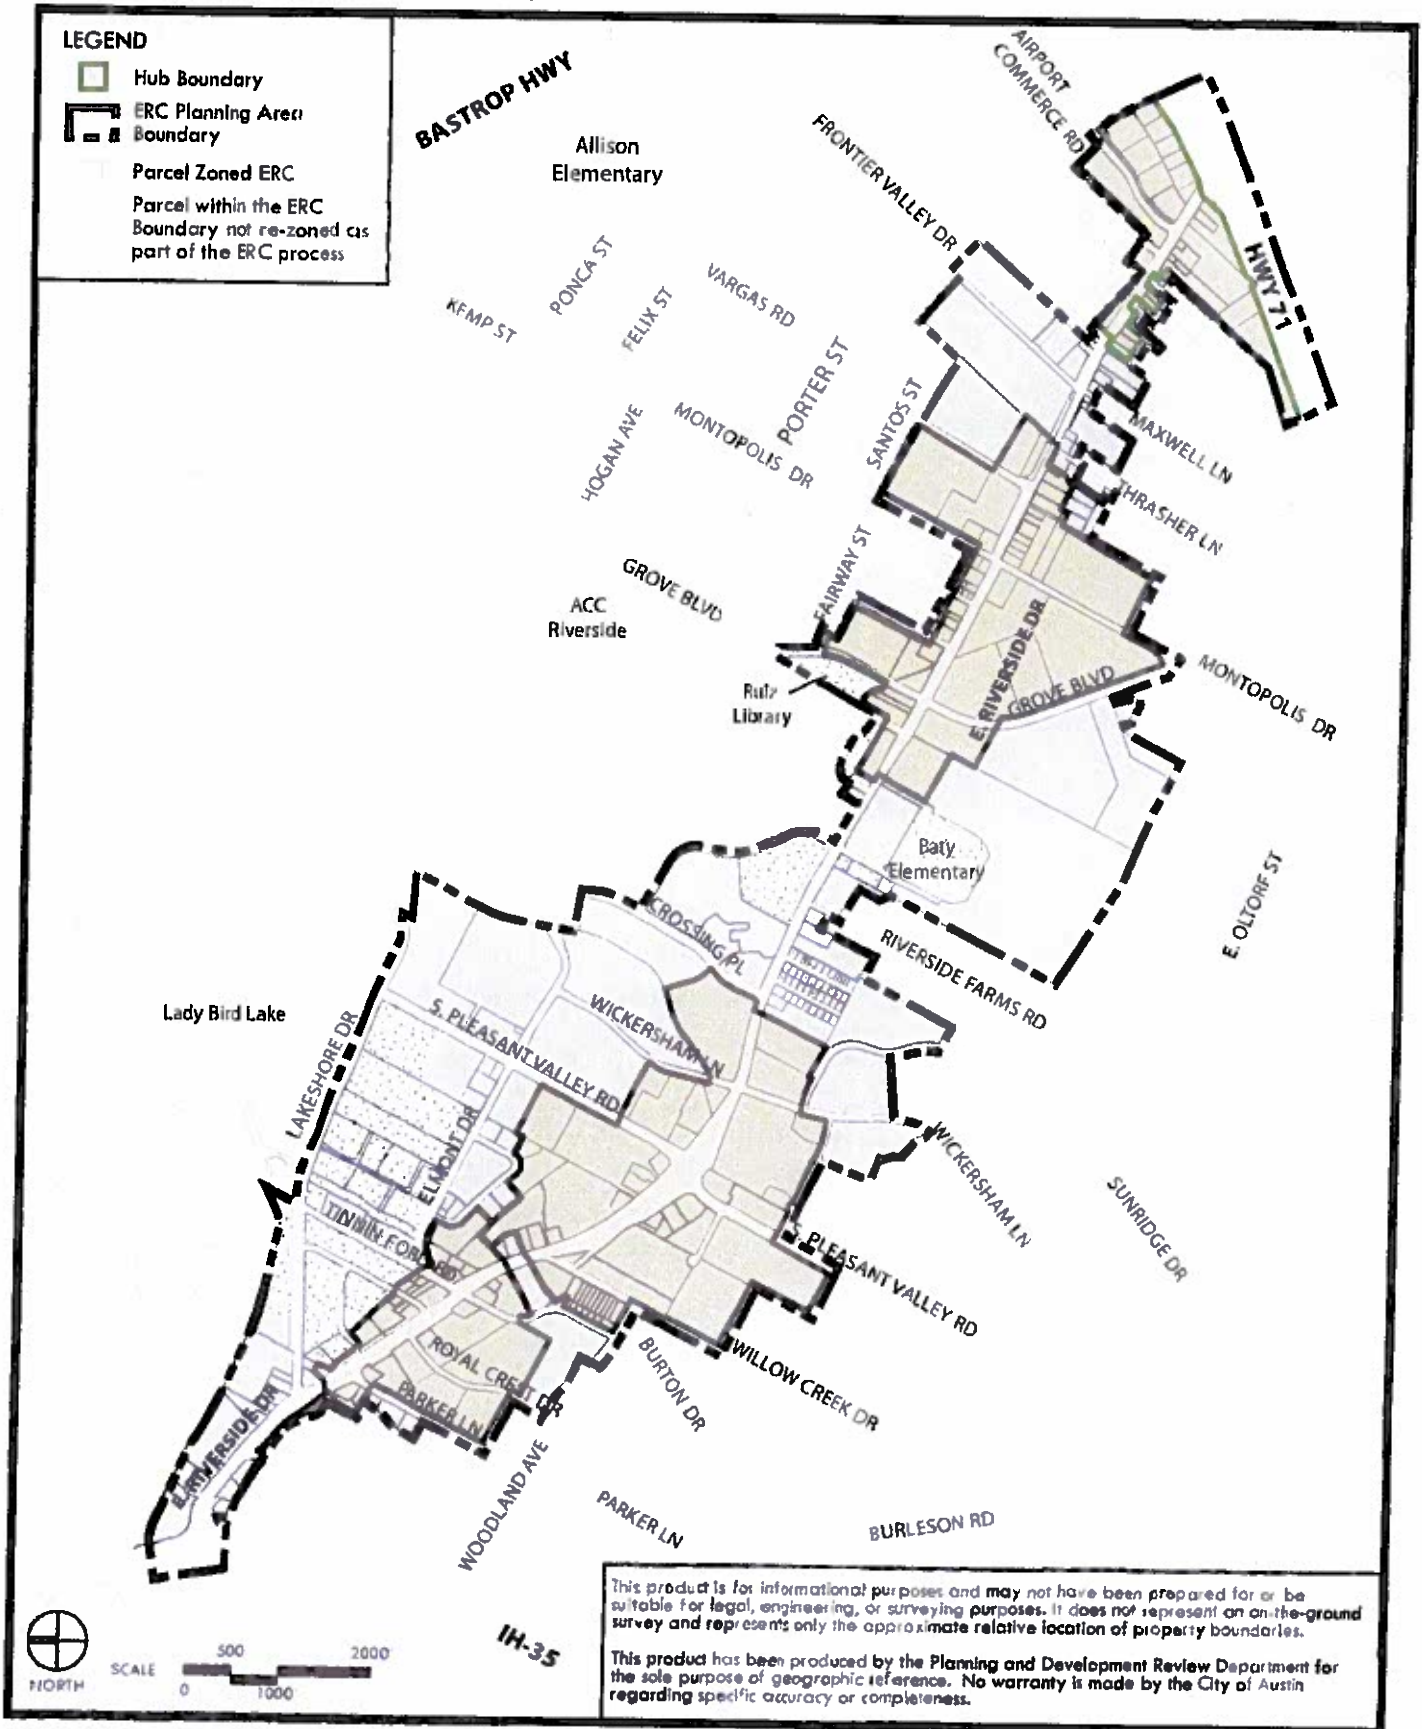 LEGEND
Hub Boundary
ERC Planning Area
Boundary
Parcel Zoned ERC
Parcel within the ERC
Boundary not re-zoned as
part of the ERC process
BASTROP HWY
Allison
Elementary
AIRPORT
COMMERCE RD
FRONTIER VALLEY DR
HWY 71
KEMP ST
PONCA ST
FELIX ST
VARGAS RD
PORTER ST
HOGAN AVE
MONTOPOLIS DR
SANTOS ST
MAXWELL LN
THRASHER LN
FAIRWAY ST
GROVE BLVD
ACC
Riverside
Ruiz
Library
E. RIVERSIDE DR
GROVE BLVD
MONTOPOLIS DR
Baty
Elementary
E. OLTORF ST
CROSSING PL
RIVERSIDE FARMS RD
Lady Bird Lake
LAKESHORE DR
S. PLEASANT VALLEY RD
WICKERSHAM LN
ELMONT DR
TINNIN FORD RD
WICKERSHAM LN
SUNRIDGE DR
S. PLEASANT VALLEY RD
ROYAL CREST DR
PARKER LN
BURTON DR
WILLOW CREEK DR
E. RIVERSIDE DR
WOODLAND AVE
PARKER LN
BURLESON RD
IH-35
NORTH
SCALE
500
2000
0
1000
This product is for informational purposes and may not have been prepared for or be
suitable for legal, engineering, or surveying purposes. It does not represent an on-the-ground
survey and represents only the approximate relative location of property boundaries.
This product has been produced by the Planning and Development Review Department for
the sole purpose of geographic reference. No warranty is made by the City of Austin
regarding specific accuracy or completeness.